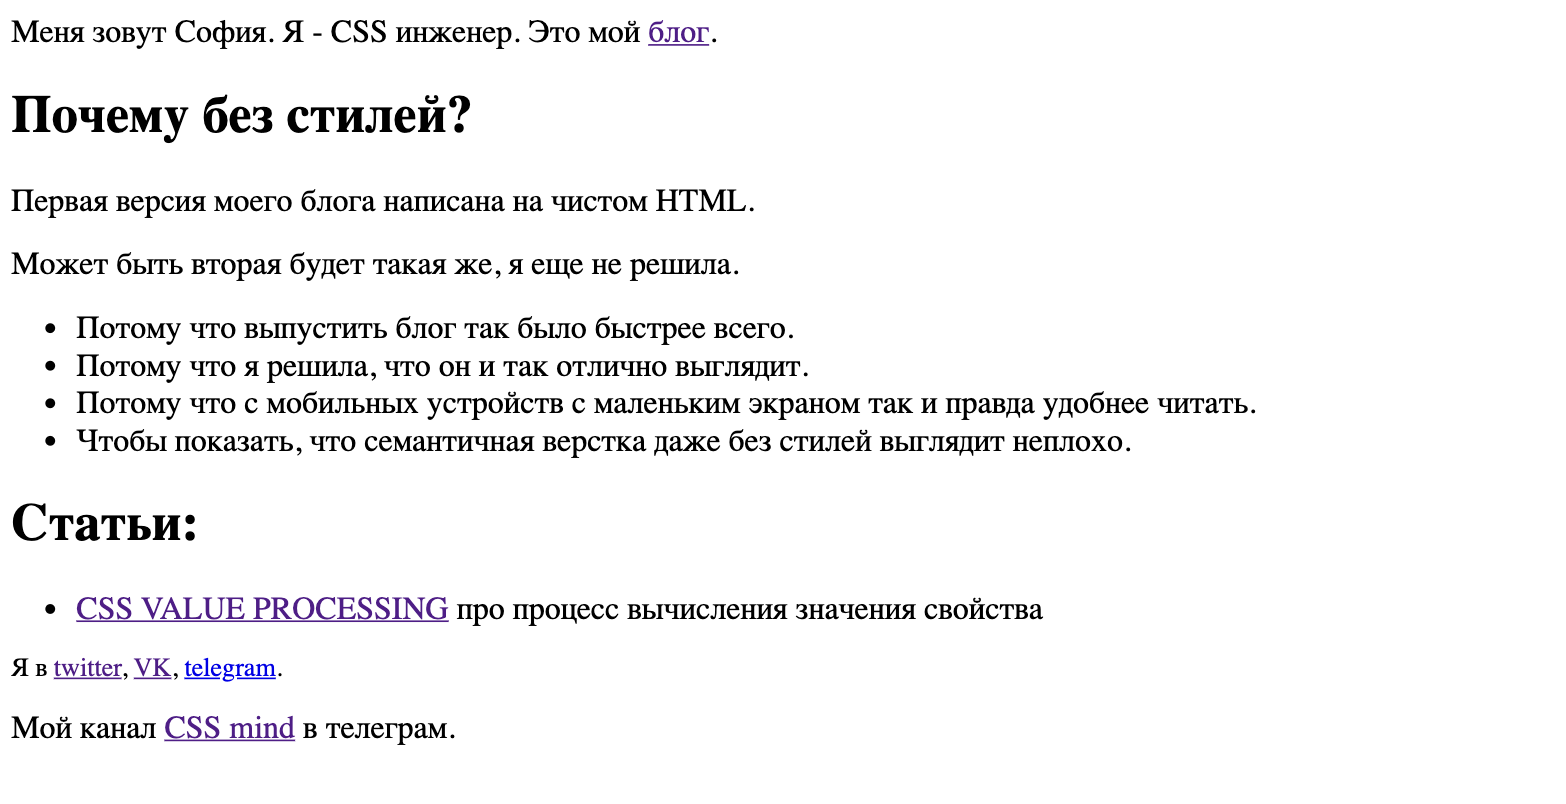 Меня зовут София. Я - CSS инженер. Это мой блог.
Почему без стилей?
Первая версия моего блога написана на чистом HTML.
Может быть вторая будет такая же, я еще не решила.
• Потому что выпустить блог так было быстрее всего.
• Потому что я решила, что он и так отлично выглядит.
• Потому что с мобильных устройств с маленьким экраном так и правда удобнее читать.
• Чтобы показать, что семантичная верстка даже без стилей выглядит неплохо.
Статьи:
• CSS VALUE PROCESSING про процесс вычисления значения свойства
Я в twitter, VK, telegram.
Мой канал CSS mind в телеграм.